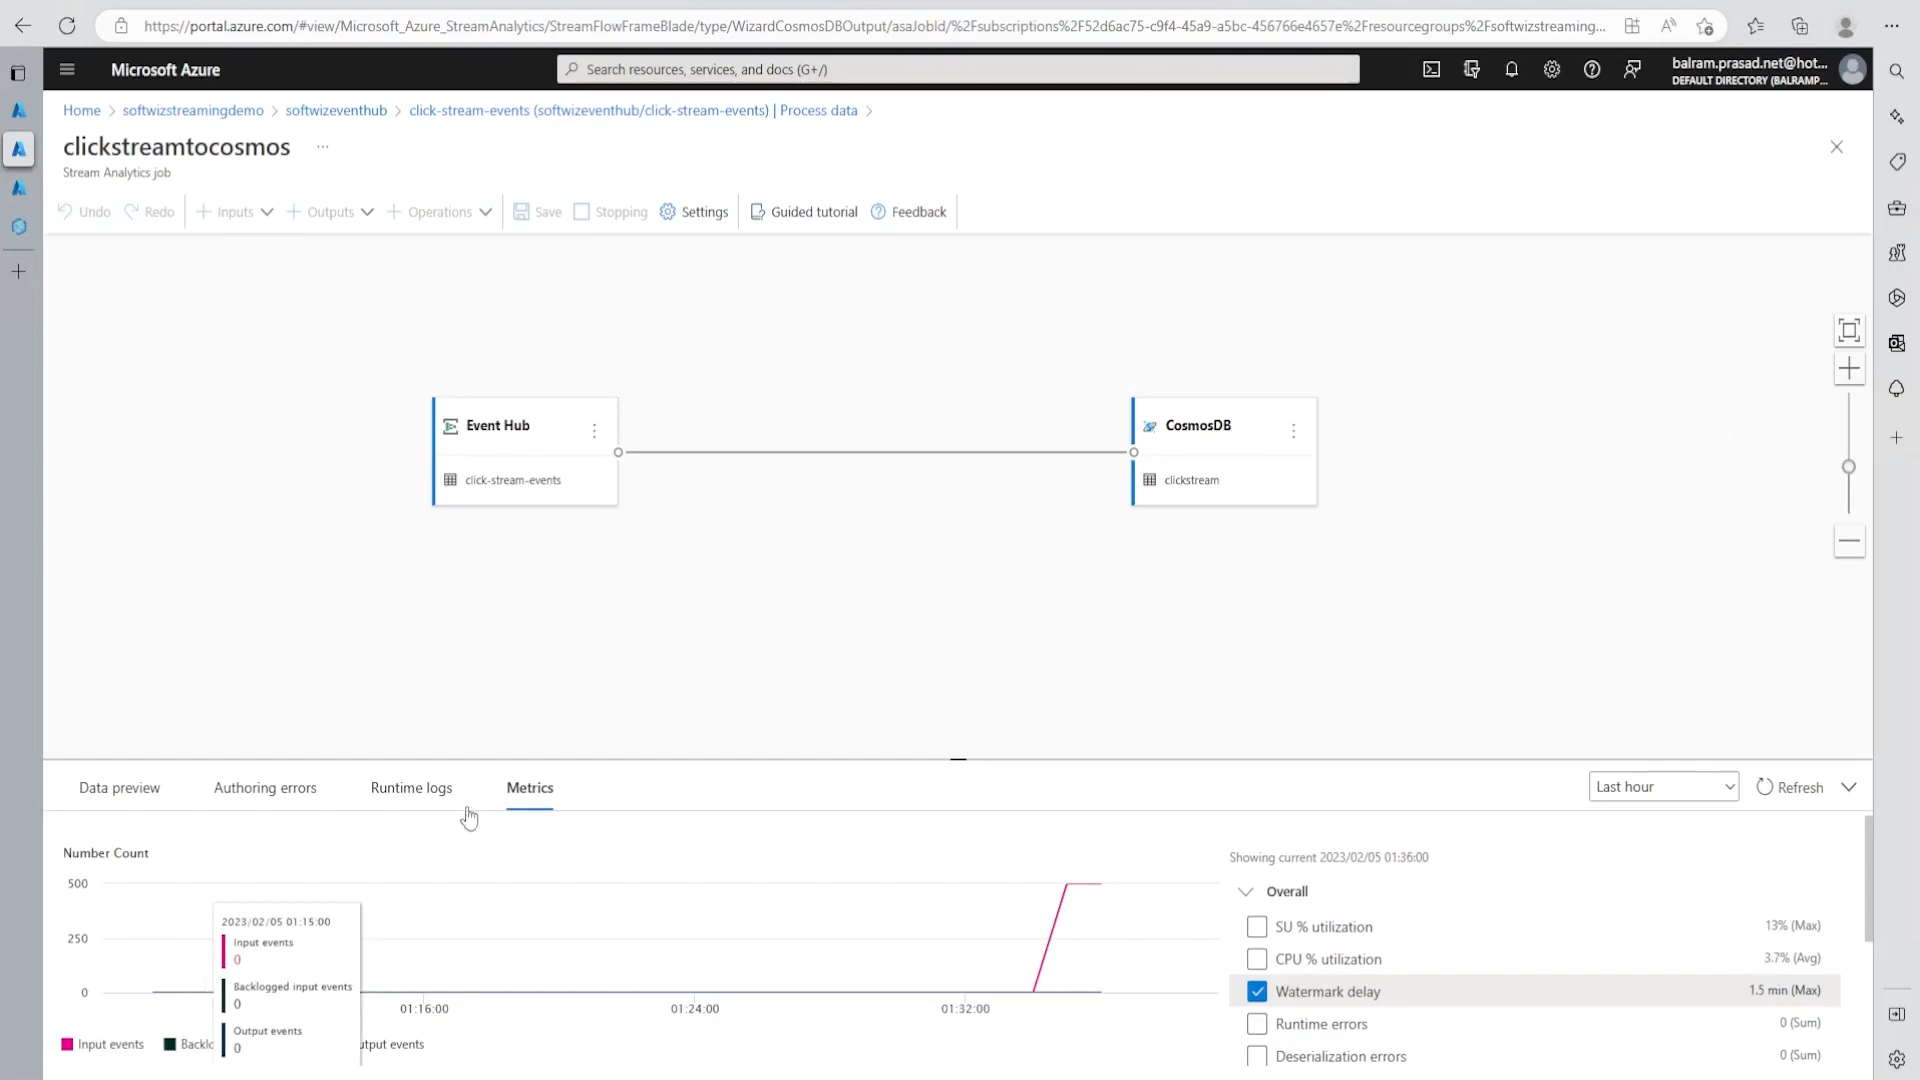 https://portal.azure.com/#view/Microsoft_Azure_StreamAnalytics/StreamFlowFrameBlade/type/WizardCosmosDBOutput/asaJobId/%2Fsubscriptions%2F52d6ac75-c9f4-45a9-a5bc-456766e4657e%2Fresourcegroups%2Fsoftwizstreaming...
Microsoft Azure
Search resources, services, and docs (G+/)
balram.prasad.net@hot...
DEFAULT DIRECTORY (BALRAMP...
Home > softwizstreamingdemo > softwizeventhub > click-stream-events (softwizeventhub/click-stream-events) | Process data >
clickstreamtocosmos ...
Stream Analytics job
Undo Redo Inputs Outputs Operations Save Stopping Settings Guided tutorial Feedback
Event Hub
click-stream-events
CosmosDB
clickstream
Data preview Authoring errors Runtime logs Metrics
Last hour Refresh
Number Count
500
250
0
01:16:00 01:24:00 01:32:00
2023/02/05 01:15:00
Input events
0
Backlogged input events
0
Output events
0
Input events Backlo utput events
Showing current 2023/02/05 01:36:00
Overall
SU % utilization 13% (Max)
CPU % utilization 3.7% (Avg)
Watermark delay 1.5 min (Max)
Runtime errors 0 (Sum)
Deserialization errors 0 (Sum)